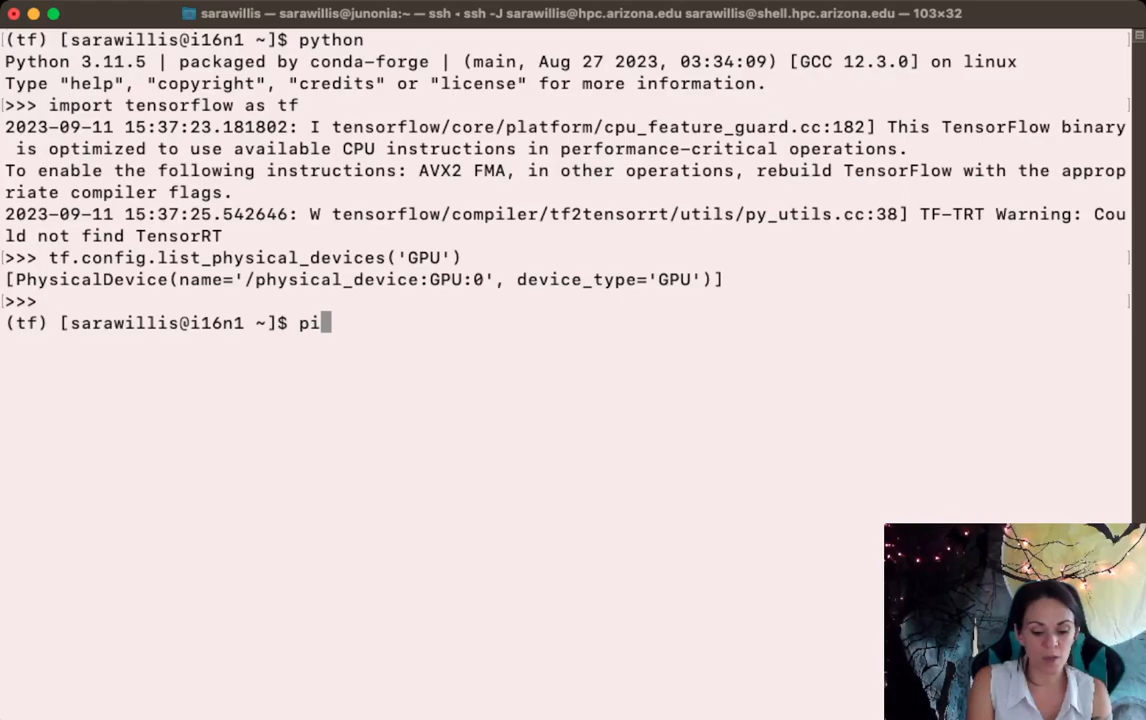 sarawillis — sarawillis@junonia:~ — ssh ◂ ssh -J sarawillis@hpc.arizona.edu sarawillis@shell.hpc.arizona.edu — 103×32
(tf) [sarawillis@i16n1 ~]$ python
Python 3.11.5 | packaged by conda-forge | (main, Aug 27 2023, 03:34:09) [GCC 12.3.0] on linux
Type "help", "copyright", "credits" or "license" for more information.
>>> import tensorflow as tf
2023-09-11 15:37:23.181802: I tensorflow/core/platform/cpu_feature_guard.cc:182] This TensorFlow binary
is optimized to use available CPU instructions in performance-critical operations.
To enable the following instructions: AVX2 FMA, in other operations, rebuild TensorFlow with the approp
riate compiler flags.
2023-09-11 15:37:25.542646: W tensorflow/compiler/tf2tensorrt/utils/py_utils.cc:38] TF-TRT Warning: Cou
ld not find TensorRT
>>> tf.config.list_physical_devices('GPU')
[PhysicalDevice(name='/physical_device:GPU:0', device_type='GPU')]
>>>
(tf) [sarawillis@i16n1 ~]$ pi